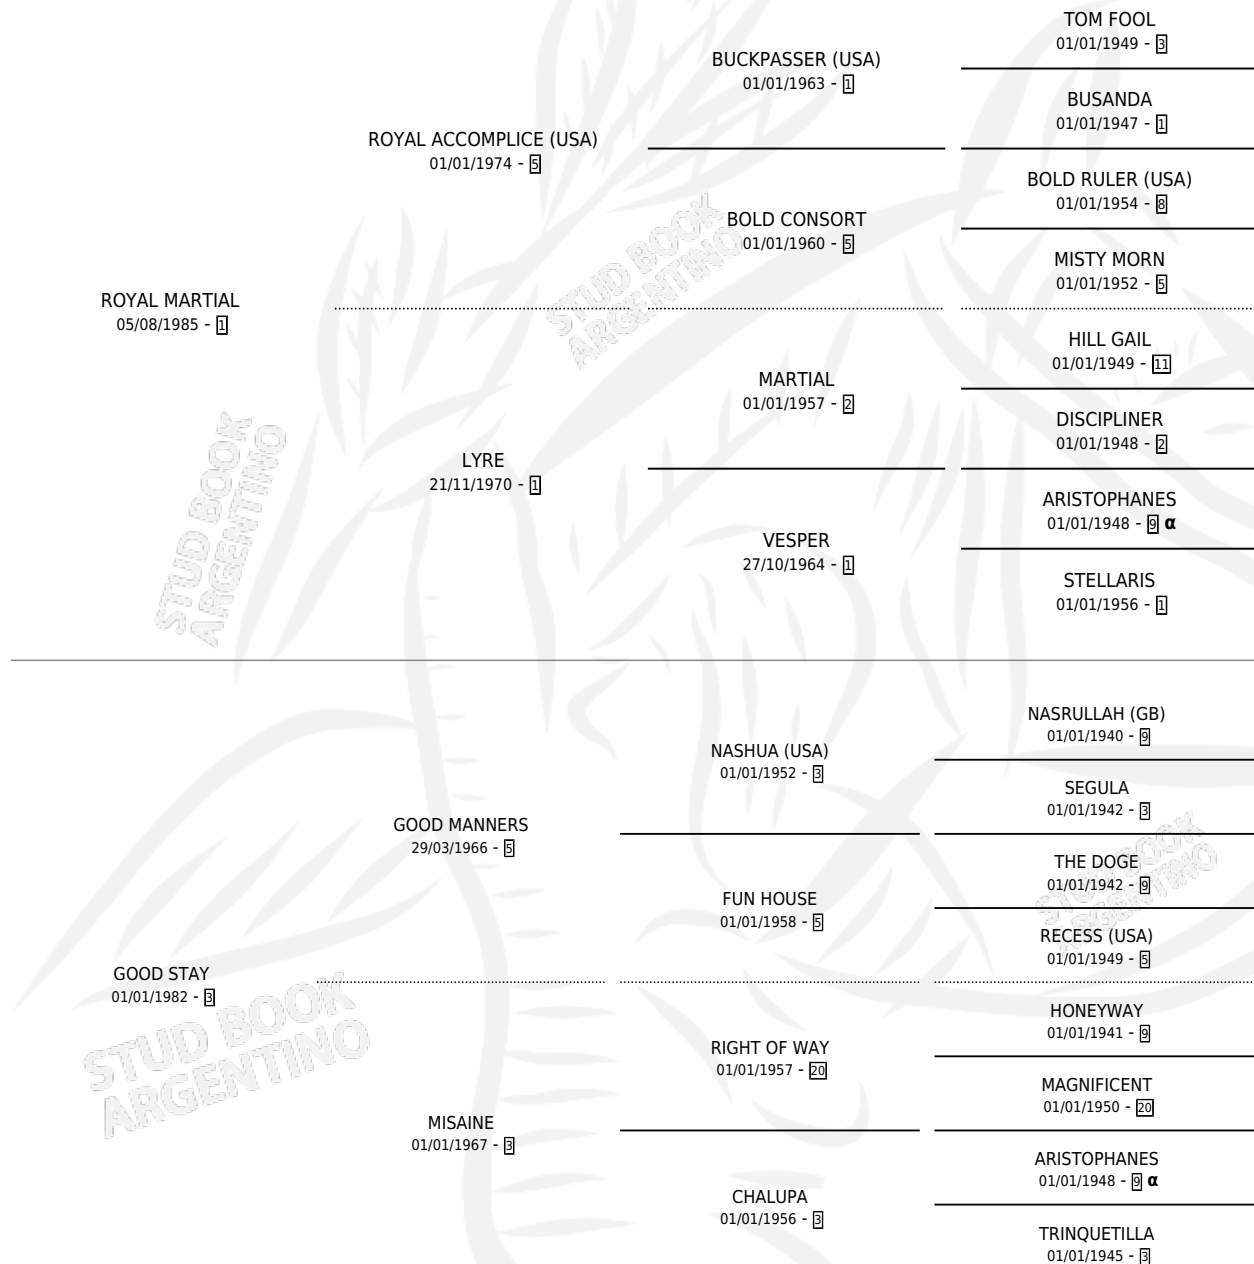 TOM FOOL
01/01/1949 - 3
BUCKPASSER (USA)
01/01/1963 - 1
BUSANDA
01/01/1947 - 1
ROYAL ACCOMPLICE (USA)
01/01/1974 - 5
BOLD RULER (USA)
01/01/1954 - 8
BOLD CONSORT
01/01/1960 - 5
MISTY MORN
01/01/1952 - 5
STUD BOOK
ARGENTINO
ROYAL MARTIAL
05/08/1985 - 1
HILL GAIL
01/01/1949 - 11
MARTIAL
01/01/1957 - 2
DISCIPLINER
01/01/1948 - 2
LYRE
21/11/1970 - 1
ARISTOPHANES
01/01/1948 - 9 α
VESPER
27/10/1964 - 1
STELLARIS
01/01/1956 - 1
STUD BOOK
ARGENTINO
NASRULLAH (GB)
01/01/1940 - 9
NASHUA (USA)
01/01/1952 - 3
SEGULA
01/01/1942 - 3
GOOD MANNERS
29/03/1966 - 5
THE DOGE
01/01/1942 - 9
FUN HOUSE
01/01/1958 - 5
RECESS (USA)
01/01/1949 - 5
STUD BOOK
ARGENTINO
GOOD STAY
01/01/1982 - 3
HONEYWAY
01/01/1941 - 9
RIGHT OF WAY
01/01/1957 - 20
MAGNIFICENT
01/01/1950 - 20
STUD BOOK
ARGENTINO
MISAINE
01/01/1967 - 3
ARISTOPHANES
01/01/1948 - 9 α
CHALUPA
01/01/1956 - 3
TRINQUETILLA
01/01/1945 - 3